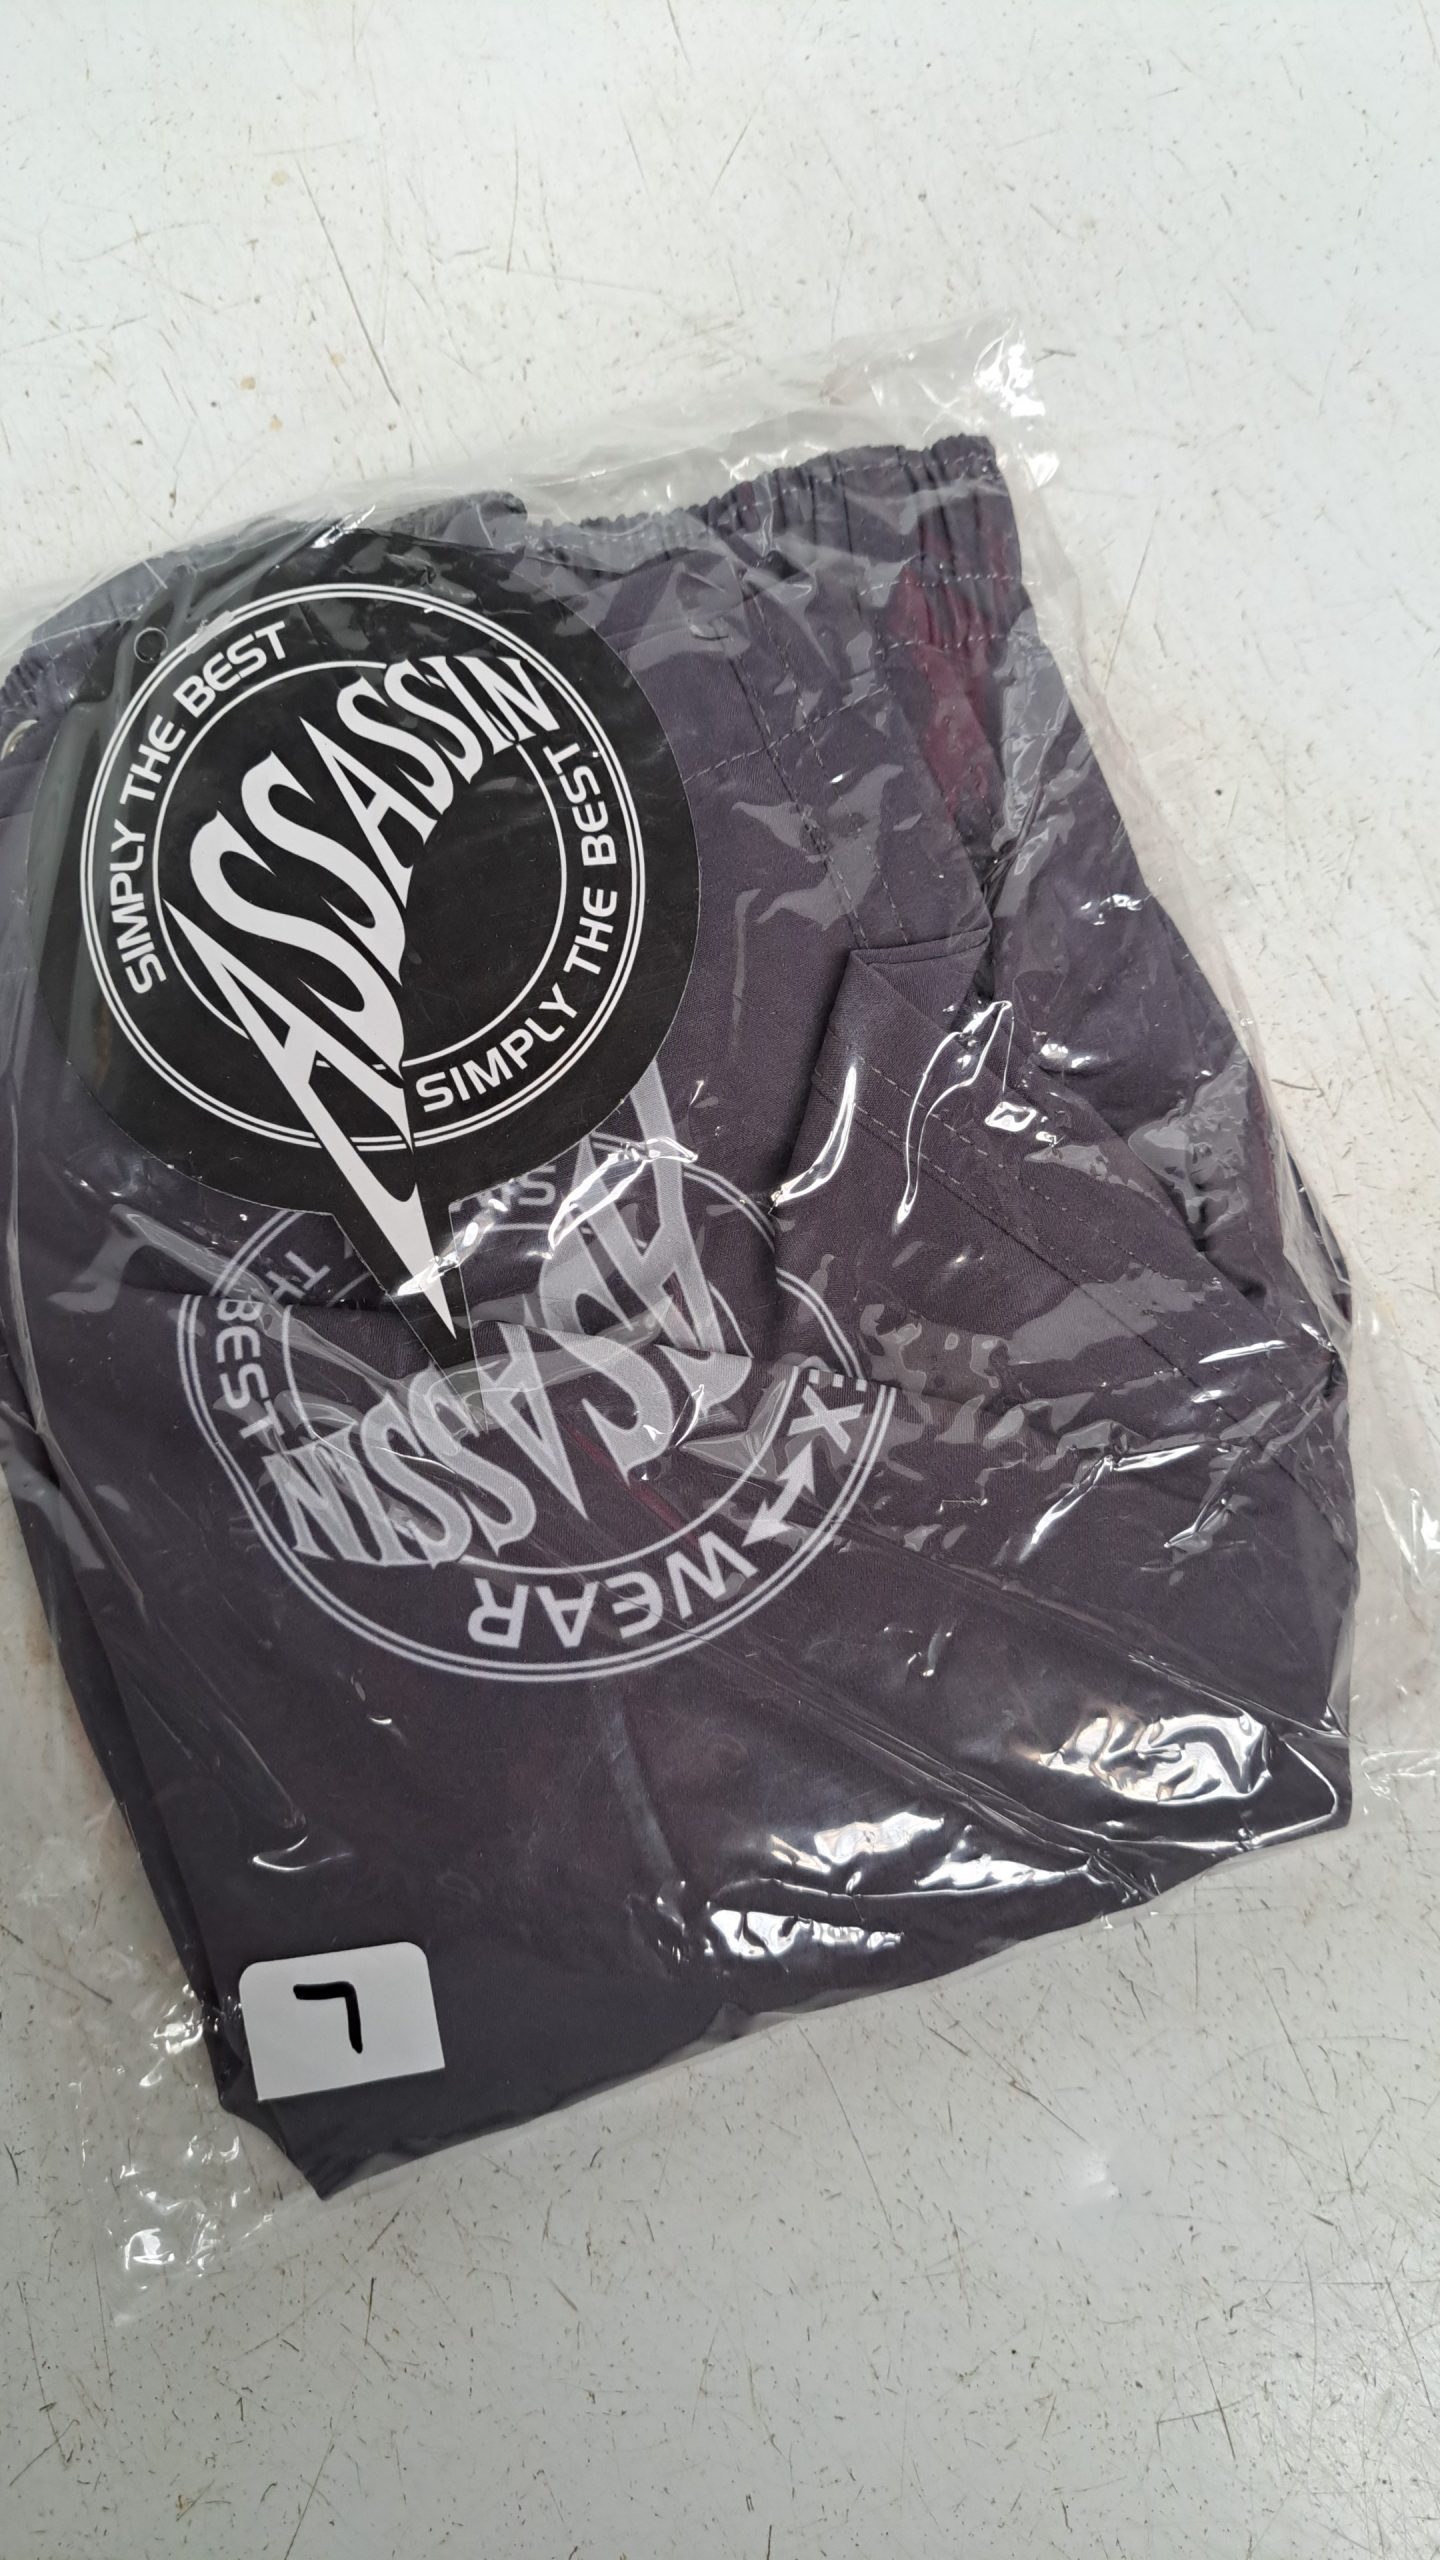 SIMPLY THE BEST
ASSASSIN
SIMPLY THE BEST.
THE BEST
ASSASSIN
WEAR
X
L